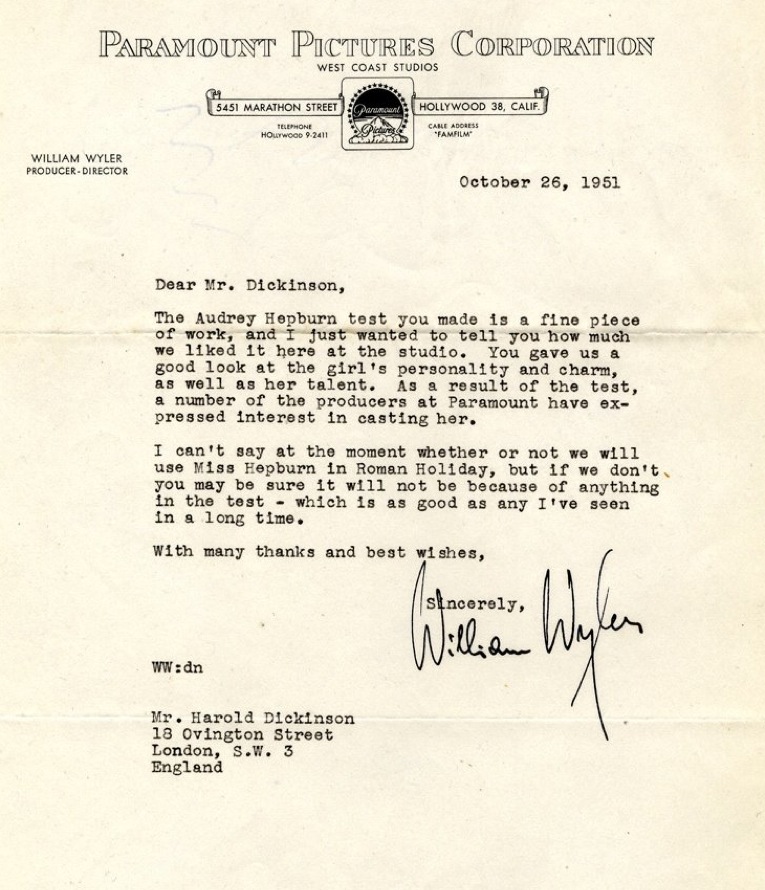 PARAMOUNT PICTURES CORPORATION
WEST COAST STUDIOS
5451 MARATHON STREET
Paramount Pictures
HOLLYWOOD 38, CALIF.
TELEPHONE
HOLLYWOOD 9-2411
CABLE ADDRESS
"FAMFILM"
WILLIAM WYLER
PRODUCER-DIRECTOR
October 26, 1951
Dear Mr. Dickinson,
The Audrey Hepburn test you made is a fine piece
of work, and I just wanted to tell you how much
we liked it here at the studio. You gave us a
good look at the girl's personality and charm,
as well as her talent. As a result of the test,
a number of the producers at Paramount have ex-
pressed interest in casting her.
I can't say at the moment whether or not we will
use Miss Hepburn in Roman Holiday, but if we don't
you may be sure it will not be because of anything
in the test - which is as good as any I've seen
in a long time.
With many thanks and best wishes,
Sincerely,
William Wyler
WW:dn
Mr. Harold Dickinson
18 Ovington Street
London, S.W. 3
England